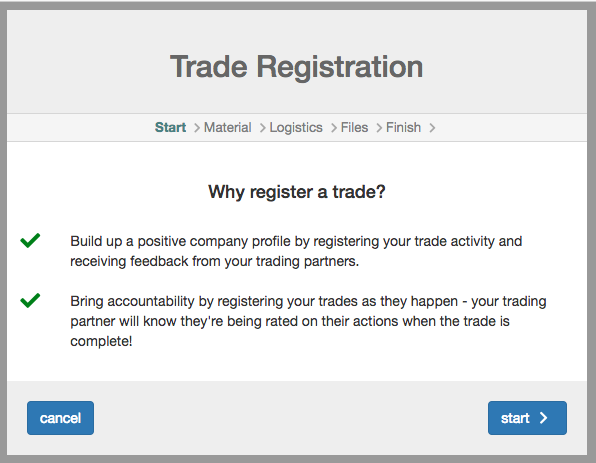 Trade Registration
Start > Material > Logistics > Files > Finish >
Why register a trade?
Build up a positive company profile by registering your trade activity and
receiving feedback from your trading partners.
Bring accountability by registering your trades as they happen - your trading
partner will know they're being rated on their actions when the trade is
complete!
cancel
start >